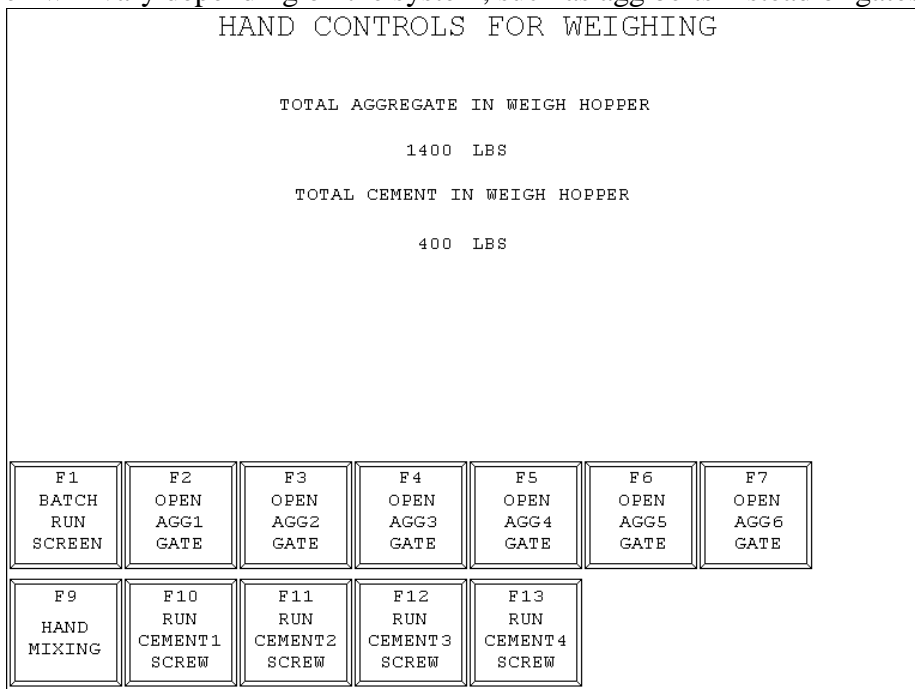 HAND CONTROLS FOR WEIGHING
TOTAL AGGREGATE IN WEIGH HOPPER
1400 LBS
TOTAL CEMENT IN WEIGH HOPPER
400 LBS
F1
BATCH
RUN
SCREEN
F2
OPEN
AGG1
GATE
F3
OPEN
AGG2
GATE
F4
OPEN
AGG3
GATE
F5
OPEN
AGG4
GATE
F6
OPEN
AGG5
GATE
F7
OPEN
AGG6
GATE
F9
HAND
MIXING
F10
RUN
CEMENT1
SCREW
F11
RUN
CEMENT2
SCREW
F12
RUN
CEMENT3
SCREW
F13
RUN
CEMENT4
SCREW